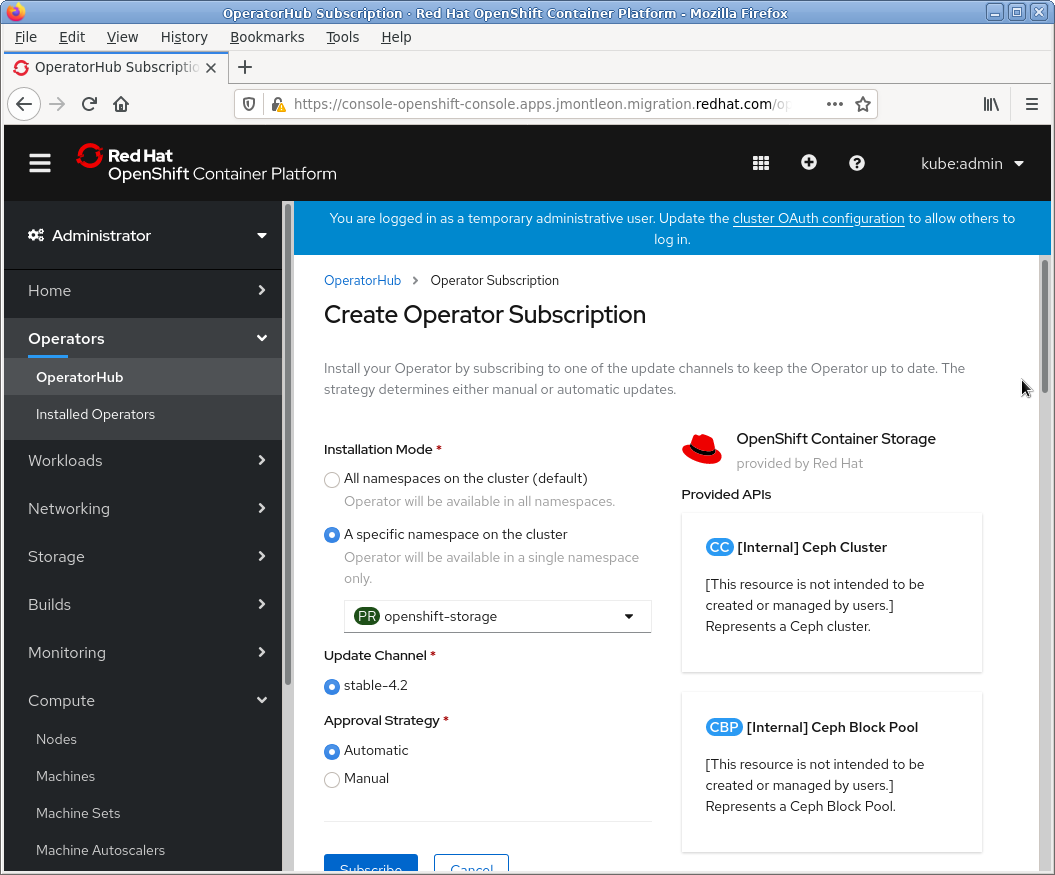 OperatorHub Subscription · Red Hat OpenShift Container Platform - Mozilla Firefox
File Edit View History Bookmarks Tools Help
OperatorHub Subscriptio
https://console-openshift-console.apps.jmontleon.migration.redhat.com/op
Red Hat
OpenShift Container Platform
kube:admin
Administrator
Home
Operators
OperatorHub
Installed Operators
Workloads
Networking
Storage
Builds
Monitoring
Compute
Nodes
Machines
Machine Sets
Machine Autoscalers
You are logged in as a temporary administrative user. Update the cluster OAuth configuration to allow others to
log in.
OperatorHub > Operator Subscription
Create Operator Subscription
Install your Operator by subscribing to one of the update channels to keep the Operator up to date. The
strategy determines either manual or automatic updates.
Installation Mode *
All namespaces on the cluster (default)
Operator will be available in all namespaces.
A specific namespace on the cluster
Operator will be available in a single namespace
only.
PR openshift-storage
Update Channel *
stable-4.2
Approval Strategy *
Automatic
Manual
Subscribe Cancel
OpenShift Container Storage
provided by Red Hat
Provided APIs
CC [Internal] Ceph Cluster
[This resource is not intended to be
created or managed by users.]
Represents a Ceph cluster.
CBP [Internal] Ceph Block Pool
[This resource is not intended to be
created or managed by users.]
Represents a Ceph Block Pool.